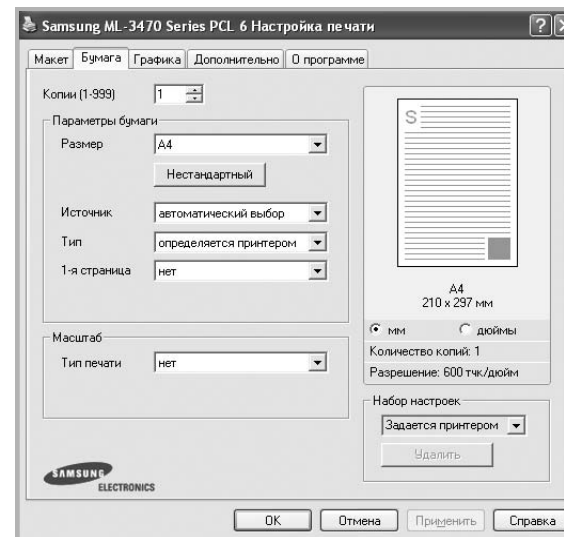 Samsung ML-3470 Series PCL 6 Настройка печати
Макет Бумага Графика Дополнительно О программе
Копии (1-999) 1
Параметры бумаги
Размер A4
Нестандартный
Источник автоматический выбор
Тип определяется принтером
1-я страница нет
Масштаб
Тип печати нет
SAMSUNG
ELECTRONICS
S
A4
210 x 297 мм
мм дюймы
Количество копий: 1
Разрешение: 600 тчк/дюйм
Набор настроек
Задается принтером
Удалить
OK Отмена Применить Справка